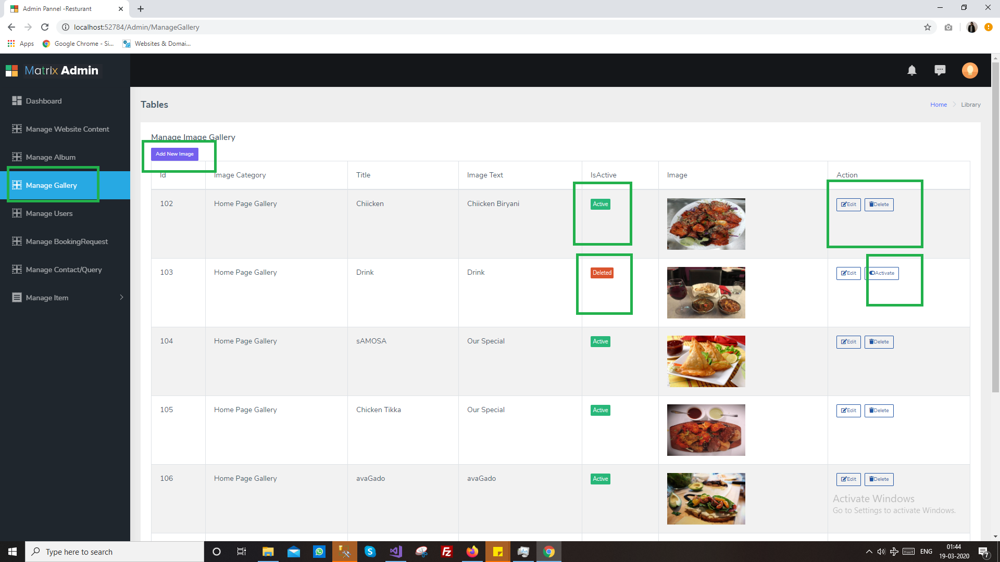 Admin Pannel -Resturant
localhost:52784/Admin/ManageGallery
Apps Google Chrome - Si... Websites & Domai...
Matrix Admin
Dashboard
Manage Website Content
Manage Album
Manage Gallery
Manage Users
Manage BookingRequest
Manage Contact/Query
Manage Item
Tables
Home > Library
Manage Image Gallery
Add New Image
Id Image Category Title Image Text IsActive Image Action
102 Home Page Gallery Chiicken Chiicken Biryani Active Edit Delete
103 Home Page Gallery Drink Drink Deleted Edit Activate
104 Home Page Gallery sAMOSA Our Special Active Edit Delete
105 Home Page Gallery Chicken Tikka Our Special Active Edit Delete
106 Home Page Gallery avaGado avaGado Active Edit Delete
Activate Windows
Go to Settings to activate Windows.
Type here to search
ENG
01:44
19-03-2020
7